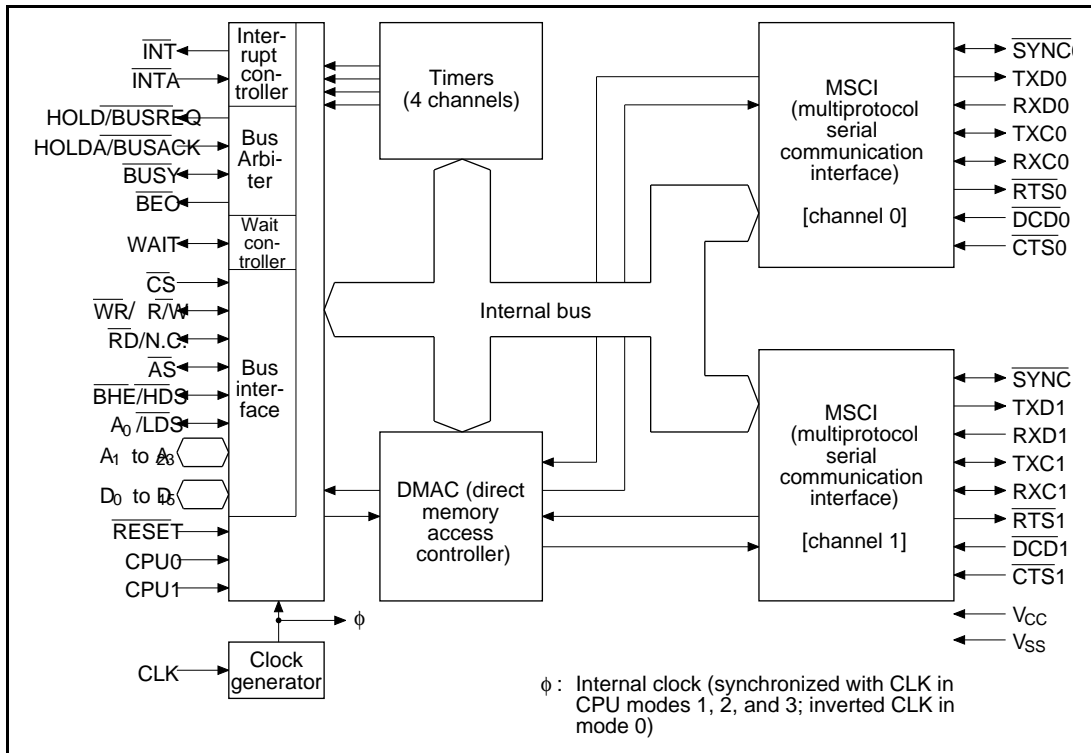 INT
INTA
HOLD/BUSREQ
HOLDA/BUSACK
BUSY
BEO
WAIT
CS
WR/ R/W
RD/N.C.
AS
BHE/HDS
A0/LDS
A1 to A23
D0 to D15
RESET
CPU0
CPU1
CLK
Inter-
rupt con-
troller
Bus
Arbi-
ter
Wait con-
troller
Bus
inter-
face
Clock
generator
ϕ
Timers
(4 channels)
Internal bus
DMAC (direct
memory
access
controller)
MSCI
(multiprotocol
serial
communication
interface)
[channel 0]
MSCI
(multiprotocol
serial
communication
interface)
[channel 1]
SYNC0
TXD0
RXD0
TXC0
RXC0
RTS0
DCD0
CTS0
SYNC
TXD1
RXD1
TXC1
RXC1
RTS1
DCD1
CTS1
VCC
VSS
ϕ : Internal clock (synchronized with CLK in
CPU modes 1, 2, and 3; inverted CLK in
mode 0)